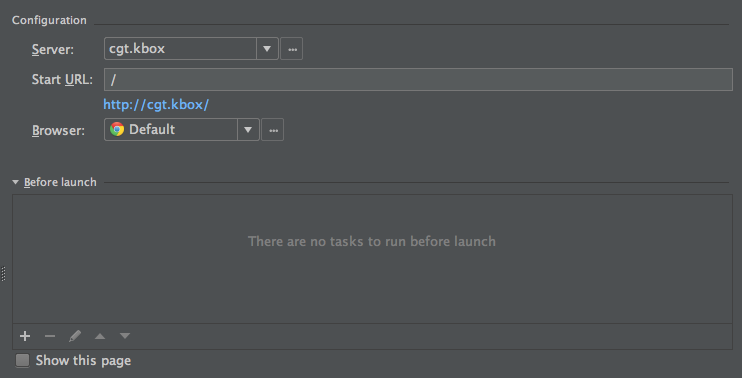 Configuration
Server: cgt.kbox ...
Start URL: /
http://cgt.kbox/
Browser: Default ...
Before launch
There are no tasks to run before launch
Show this page